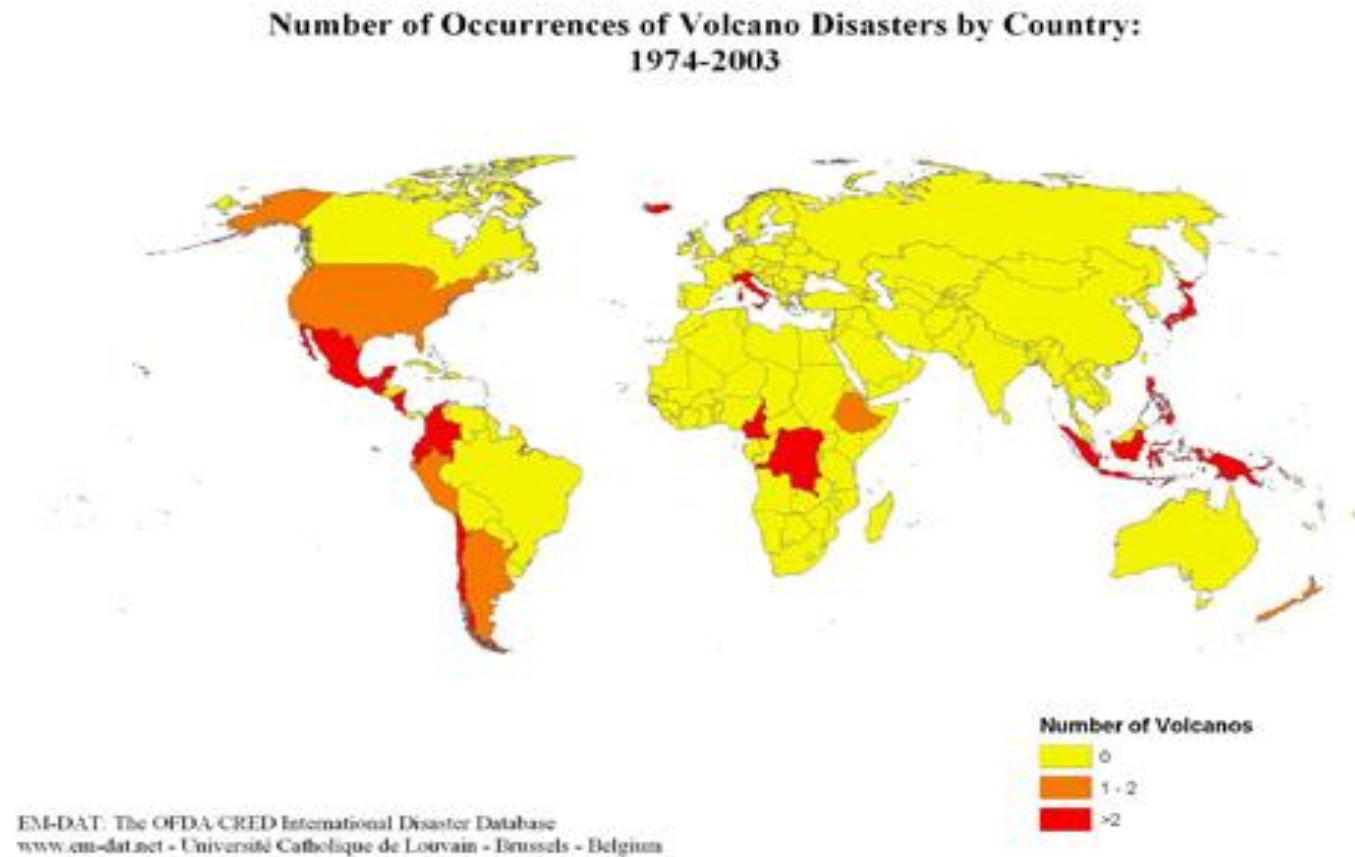 Number of Occurrences of Volcano Disasters by Country:
1974-2003
Number of Volcanos
0
1 - 2
>2
EM-DAT: The OFDA/CRED International Disaster Database
www.em-dat.net - Université Catholique de Louvain - Brussels - Belgium